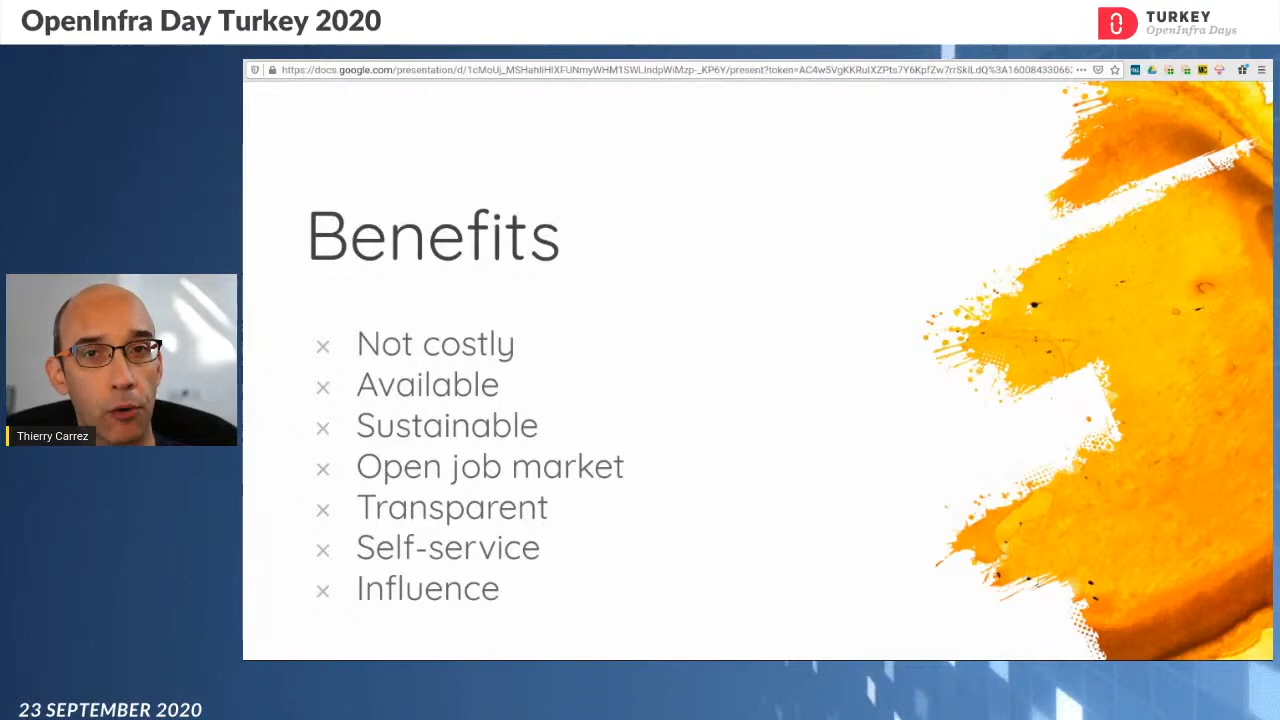 OpenInfra Day Turkey 2020
TURKEY
OpenInfra Days
Benefits
× Not costly
× Available
× Sustainable
× Open job market
× Transparent
× Self-service
× Influence
Thierry Carrez
23 SEPTEMBER 2020